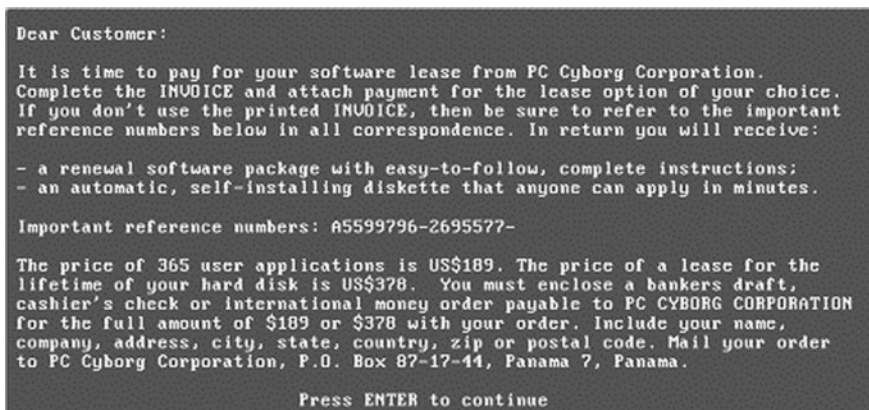 Dear Customer:
It is time to pay for your software lease from PC Cyborg Corporation.
Complete the INVOICE and attach payment for the lease option of your choice.
If you don't use the printed INVOICE, then be sure to refer to the important
reference numbers below in all correspondence. In return you will receive:
- a renewal software package with easy-to-follow, complete instructions;
- an automatic, self-installing diskette that anyone can apply in minutes.
Important reference numbers: A5599796-2695577-
The price of 365 user applications is US$189. The price of a lease for the
lifetime of your hard disk is US$378.  You must enclose a bankers draft,
cashier's check or international money order payable to PC CYBORG CORPORATION
for the full amount of $189 or $378 with your order. Include your name,
company, address, city, state, country, zip or postal code. Mail your order
to PC Cyborg Corporation, P.O. Box 87-17-44, Panama 7, Panama.
Press ENTER to continue